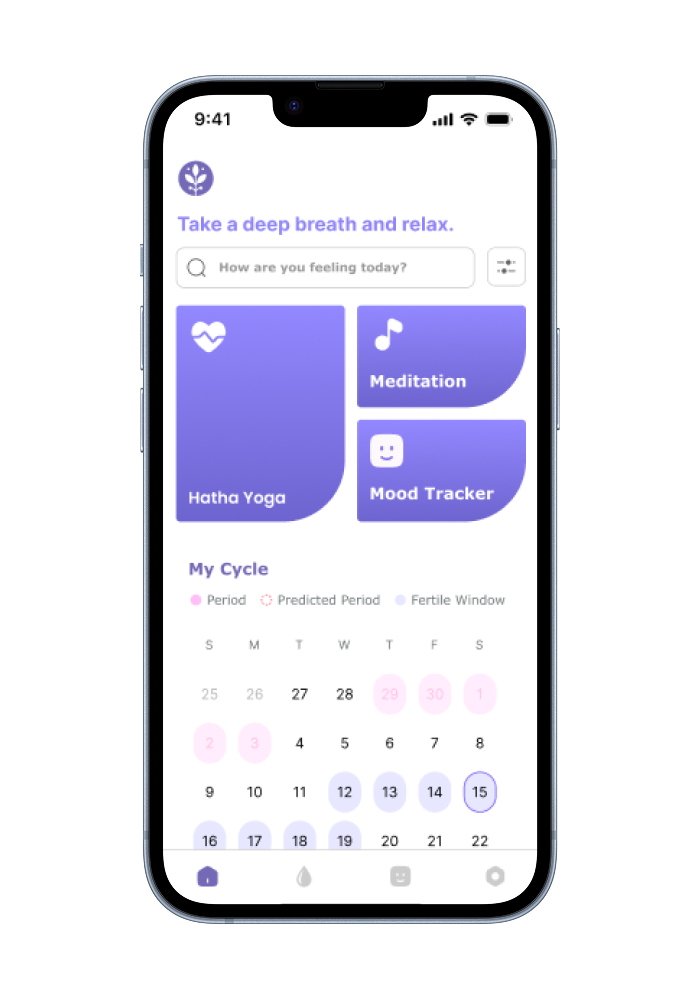 9:41
Take a deep breath and relax.
How are you feeling today?
Meditation
Hatha Yoga
Mood Tracker
My Cycle
Period Predicted Period Fertile Window
S M T W T F S
25 26 27 28 29 30 1
2 3 4 5 6 7 8
9 10 11 12 13 14 15
16 17 18 19 20 21 22